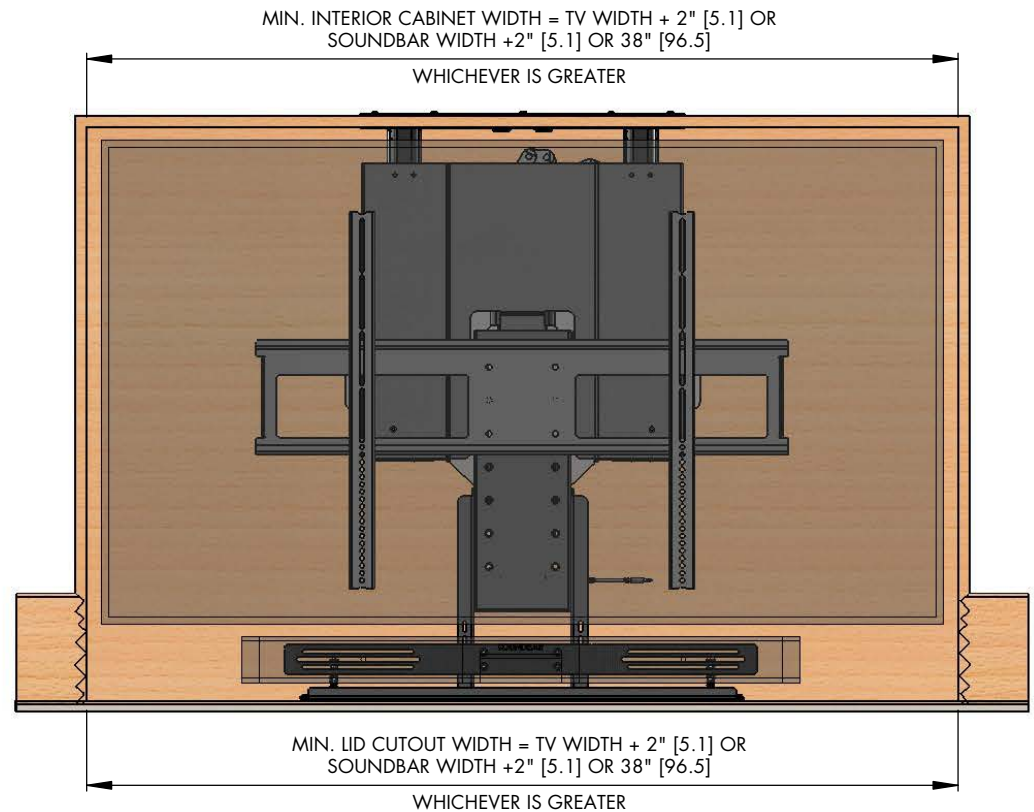 MIN. INTERIOR CABINET WIDTH = TV WIDTH + 2" [5.1] OR
SOUNDBAR WIDTH +2" [5.1] OR 38" [96.5]
WHICHEVER IS GREATER
SOUNDBAR
MIN. LID CUTOUT WIDTH = TV WIDTH + 2" [5.1] OR
SOUNDBAR WIDTH +2" [5.1] OR 38" [96.5]
WHICHEVER IS GREATER